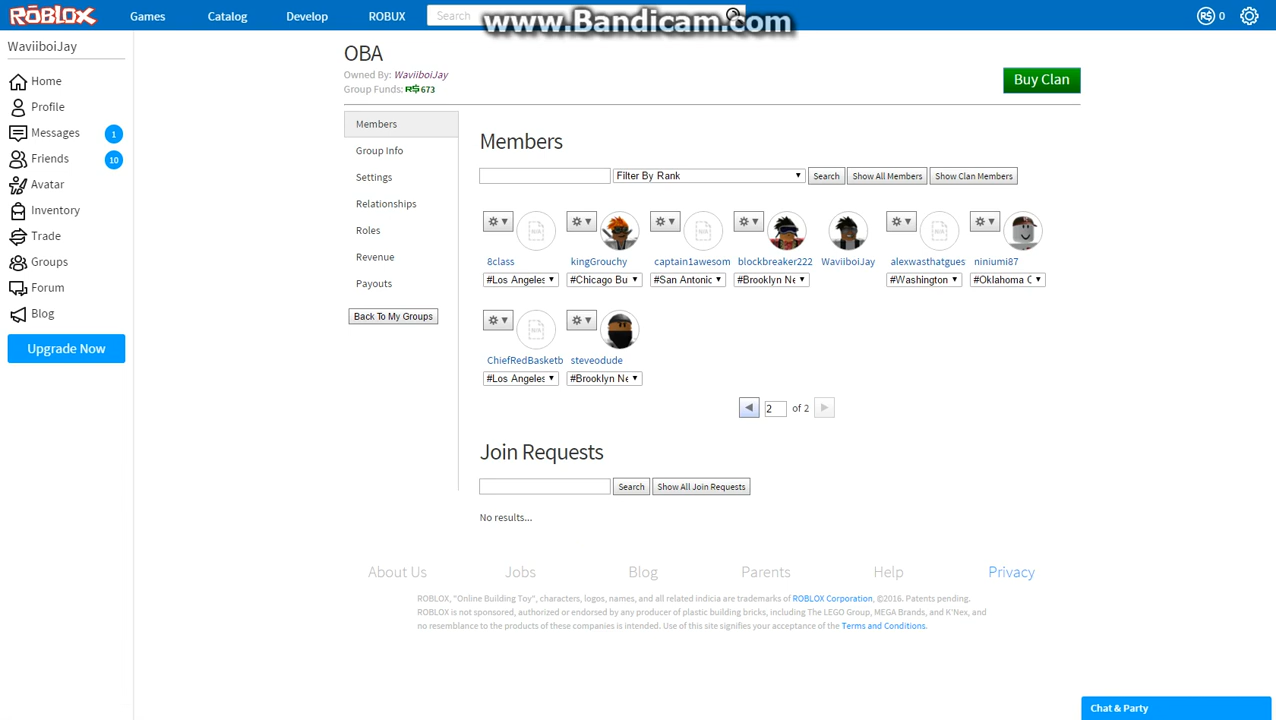 ROBLOX Games Catalog Develop ROBUX Search R$ 0
www.Bandicam.com
WaviiboiJay
Home
Profile
Messages 1
Friends 10
Avatar
Inventory
Trade
Groups
Forum
Blog
Upgrade Now
OBA
Owned By: WaviiboiJay
Group Funds: R$ 673
Buy Clan
Members
Group Info
Settings
Relationships
Roles
Revenue
Payouts
Back To My Groups
Members
Filter By Rank Search Show All Members Show Clan Members
8class kingGrouchy captain1awesom blockbreaker222 WaviiboiJay alexwasthatgues niniumi87
#Los Angeles #Chicago Bu #San Antonic #Brooklyn Ne #Washington #Oklahoma C
ChiefRedBasketb steveodude
#Los Angeles #Brooklyn Ne
2 of 2
Join Requests
Search Show All Join Requests
No results...
About Us Jobs Blog Parents Help Privacy
ROBLOX, "Online Building Toy", characters, logos, names, and all related indicia are trademarks of ROBLOX Corporation, ©2016. Patents pending.
ROBLOX is not sponsored, authorized or endorsed by any producer of plastic building bricks, including The LEGO Group, MEGA Brands, and K'Nex, and
no resemblance to the products of these companies is intended. Use of this site signifies your acceptance of the Terms and Conditions.
Chat & Party